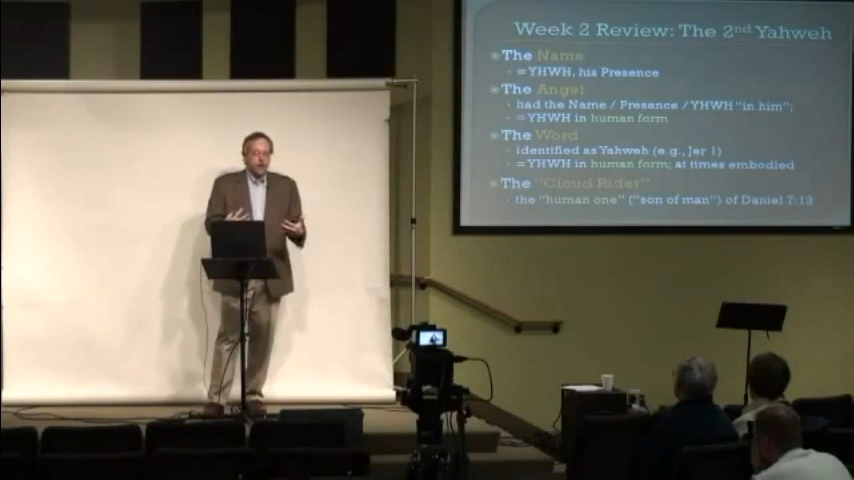 Week 2 Review: The 2nd Yahweh
The Name
=YHWH, his Presence
The Angel
had the Name / Presence / YHWH "in him";
=YHWH in human form
The Word
identified as Yahweh (e.g., Jer 1)
=YHWH in human form; at times embodied
The "Cloud Rider"
the "human one" ("son of man") of Daniel 7:13